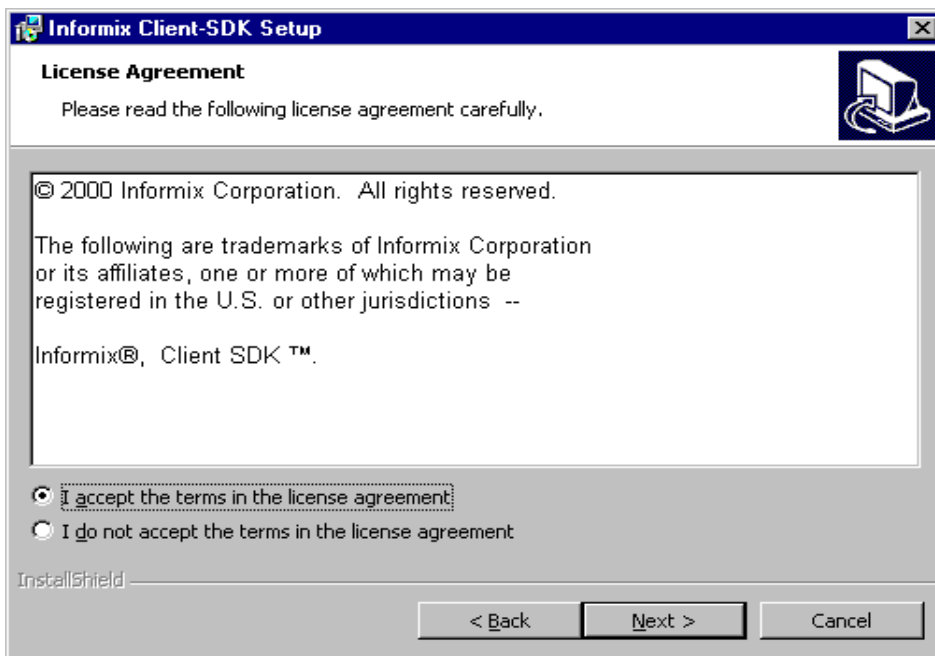 Informix Client-SDK Setup
License Agreement
Please read the following license agreement carefully.
© 2000 Informix Corporation.  All rights reserved.
The following are trademarks of Informix Corporation
or its affiliates, one or more of which may be
registered in the U.S. or other jurisdictions  --
Informix®,  Client SDK ™.
I accept the terms in the license agreement
I do not accept the terms in the license agreement
InstallShield
< Back
Next >
Cancel